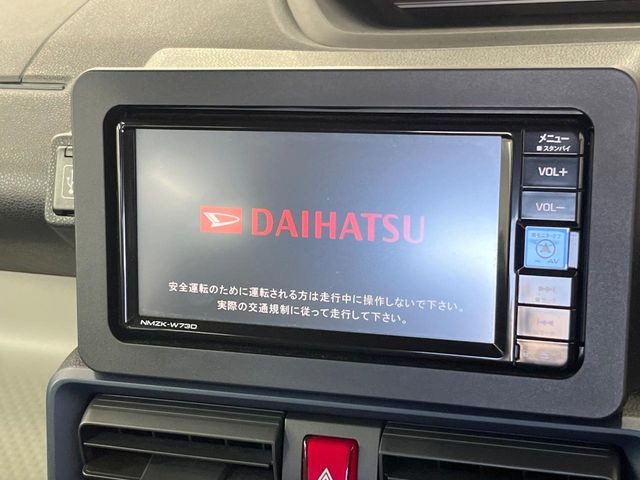 DAIHATSU
安全運転のために運転される方は走行中に操作しないで下さい。
実際の交通規制に従って走行して下さい。
NMZK-W73D
メニュー
スタンバイ
VOL+
VOL-
AV